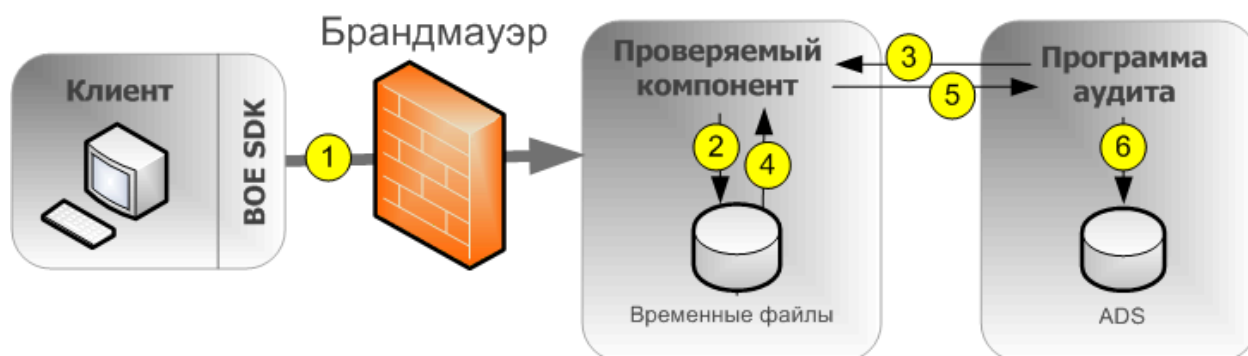 Брандмауэр
Клиент
BOE SDK
1
Проверяемый
компонент
2
4
Временные файлы
3
5
Программа
аудита
6
ADS